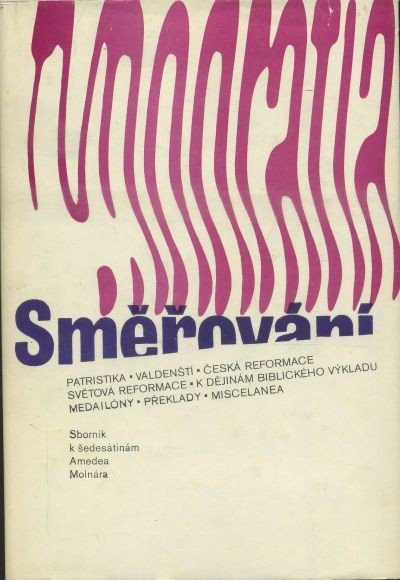 Směřování
PATRISTIKA • VALDENŠTÍ • ČESKÁ REFORMACE
SVĚTOVÁ REFORMACE • K DĚJINÁM BIBLICKÉHO VÝKLADU
MEDAILÓNY • PŘEKLADY • MISCELANEA
Sborník
k šedesátinám
Amedea
Molnára